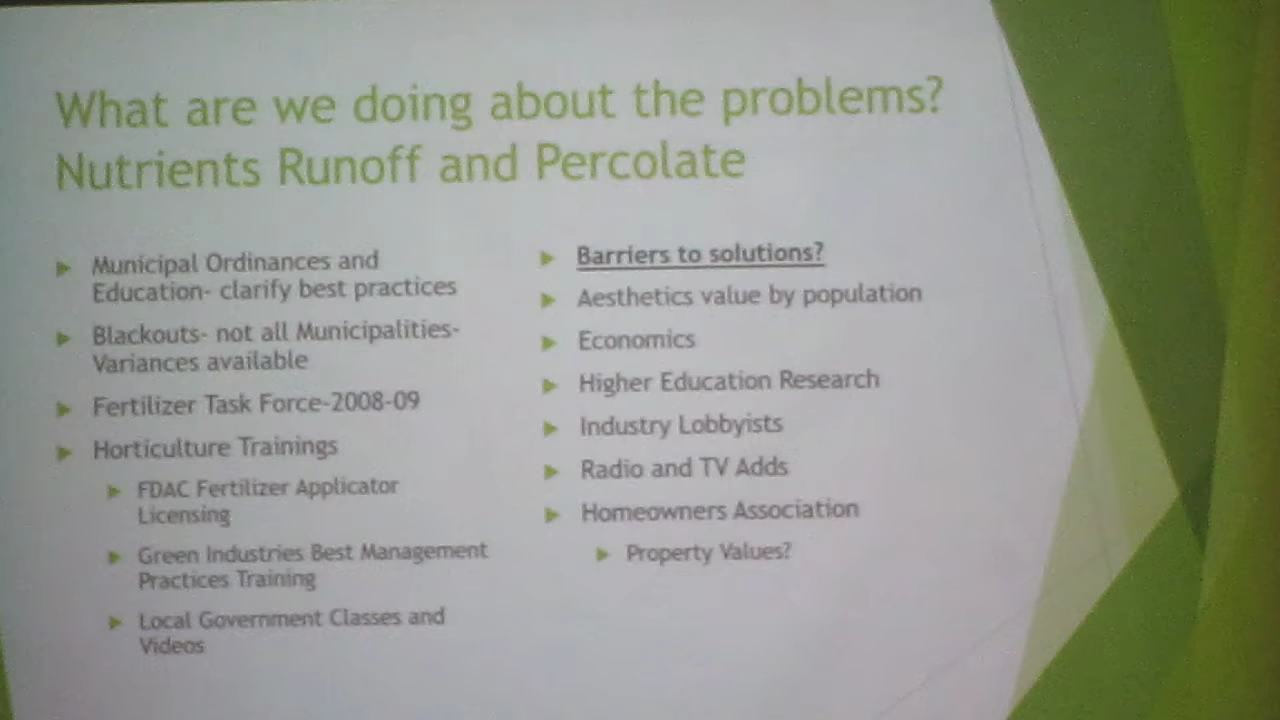 What are we doing about the problems?
Nutrients Runoff and Percolate
Municipal Ordinances and
Education- clarify best practices
Blackouts- not all Municipalities-
Variances available
Fertilizer Task Force-2008-09
Horticulture Trainings
FDAC Fertilizer Applicator
Licensing
Green Industries Best Management
Practices Training
Local Government Classes and
Videos
Barriers to solutions?
Aesthetics value by population
Economics
Higher Education Research
Industry Lobbyists
Radio and TV Adds
Homeowners Association
Property Values?